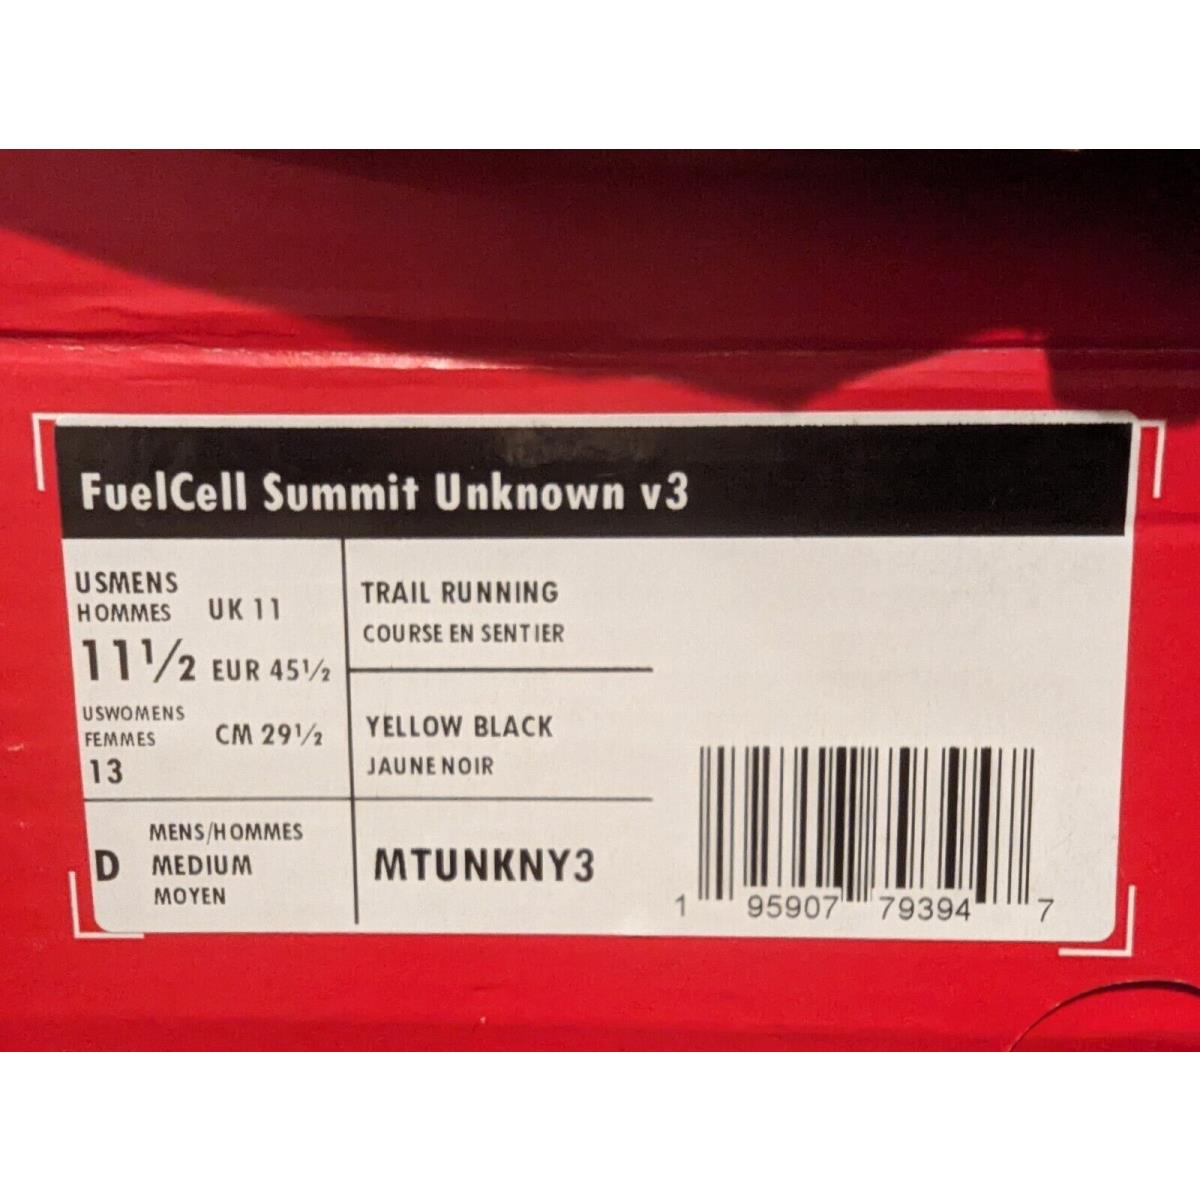 FuelCell Summit Unknown v3
USMENS
HOMMES
UK 11
11½
EUR 45½
USWOMENS
FEMMES
CM 29½
13
TRAIL RUNNING
COURSE EN SENTIER
YELLOW BLACK
JAUNE NOIR
MENS/HOMMES
D MEDIUM
MOYEN
MTUNKNY3
1 95907 79394 7